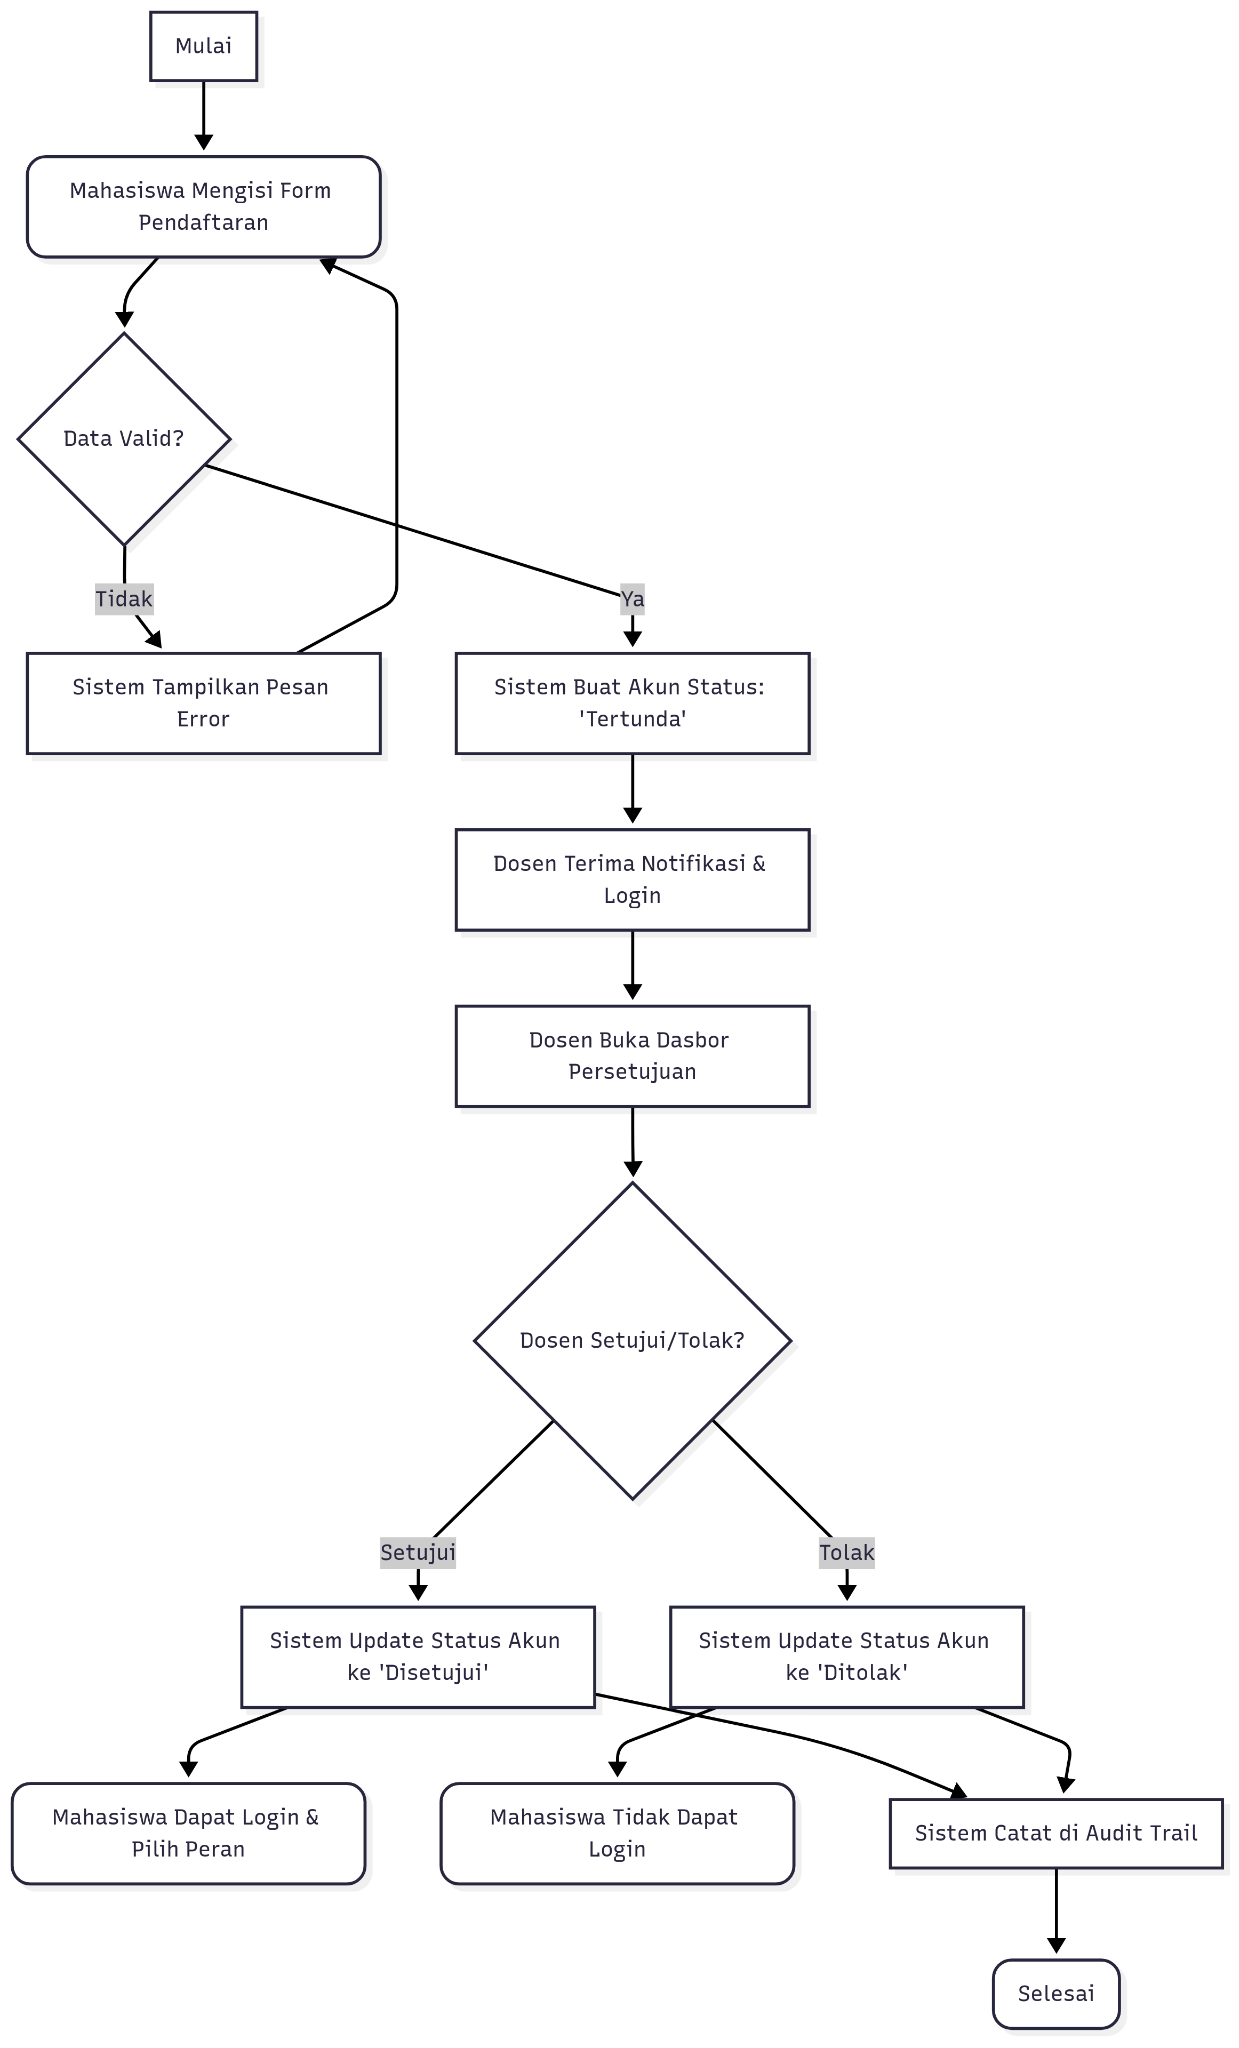 Mulai
Mahasiswa Mengisi Form
Pendaftaran
Data Valid?
Tidak
Ya
Sistem Tampilkan Pesan
Error
Sistem Buat Akun Status:
'Tertunda'
Dosen Terima Notifikasi &
Login
Dosen Buka Dasbor
Persetujuan
Dosen Setujui/Tolak?
Setujui
Tolak
Sistem Update Status Akun
ke 'Disetujui'
Sistem Update Status Akun
ke 'Ditolak'
Mahasiswa Dapat Login &
Pilih Peran
Mahasiswa Tidak Dapat
Login
Sistem Catat di Audit Trail
Selesai